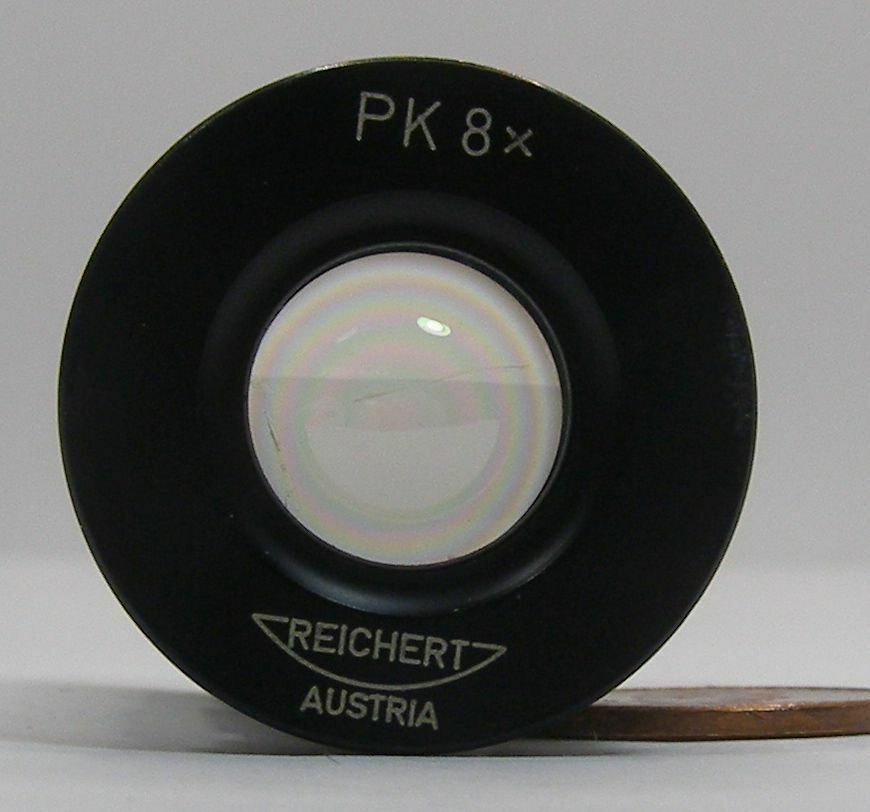 PK 8×
REICHERT
AUSTRIA